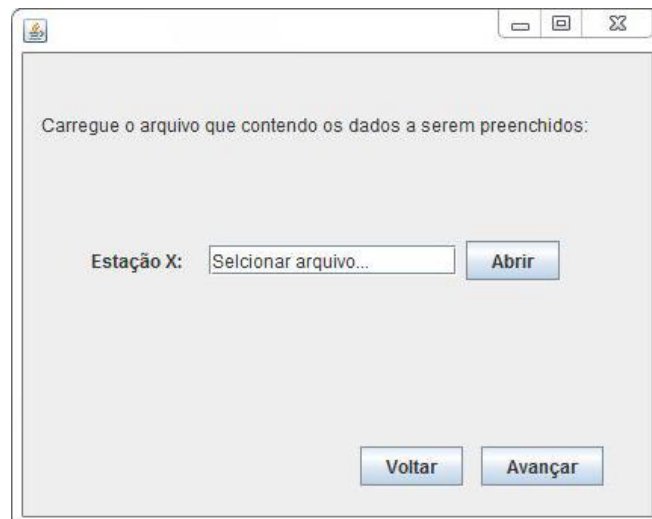 Carregue o arquivo que contendo os dados a serem preenchidos:
Estação X: Selcionar arquivo... Abrir
Voltar Avançar